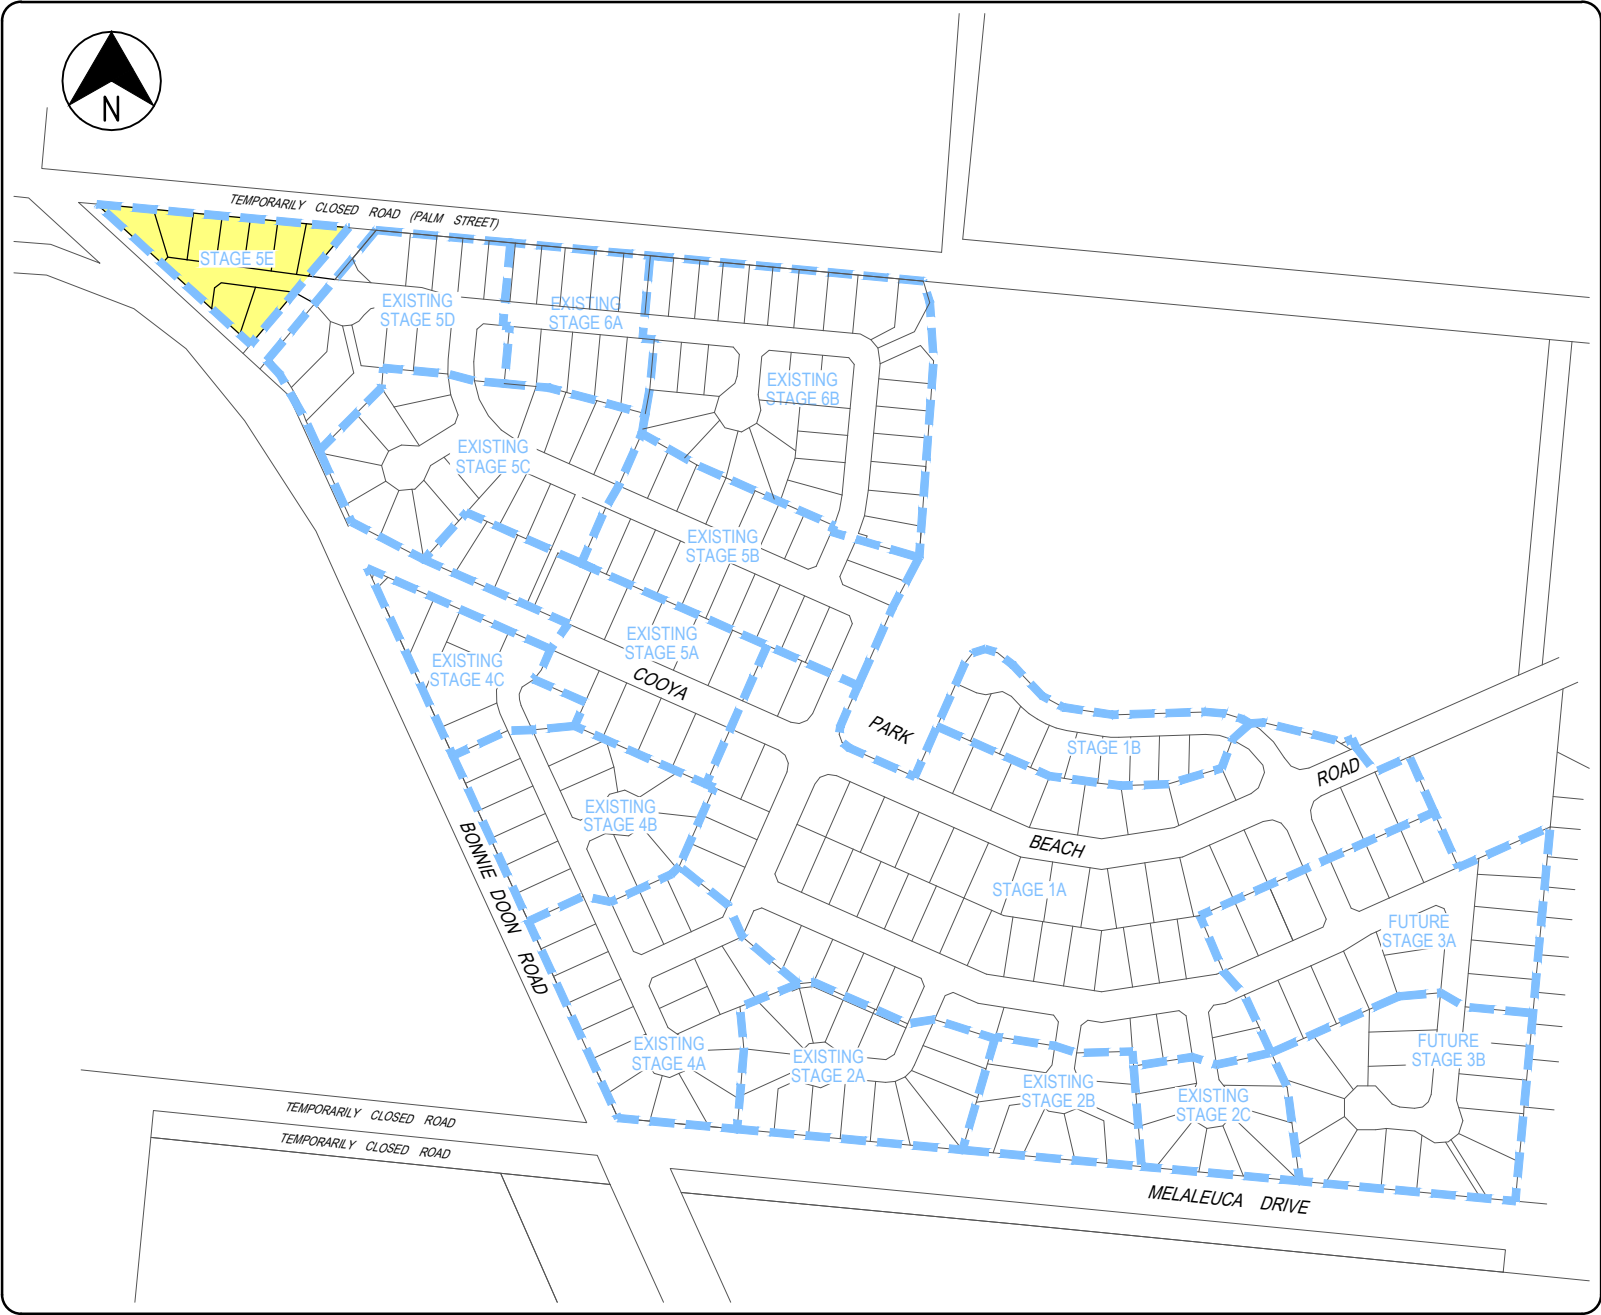 N
TEMPORARILY CLOSED ROAD (PALM STREET)
STAGE 5E
EXISTING
STAGE 5D
EXISTING
STAGE 6A
EXISTING
STAGE 6B
EXISTING
STAGE 5C
EXISTING
STAGE 5B
EXISTING
STAGE 5A
EXISTING
STAGE 4C
COOYA
PARK
STAGE 1B
ROAD
EXISTING
STAGE 4B
BEACH
BONNIE DOON ROAD
STAGE 1A
FUTURE
STAGE 3A
EXISTING
STAGE 4A
EXISTING
STAGE 2A
EXISTING
STAGE 2B
EXISTING
STAGE 2C
FUTURE
STAGE 3B
TEMPORARILY CLOSED ROAD
TEMPORARILY CLOSED ROAD
MELALEUCA DRIVE